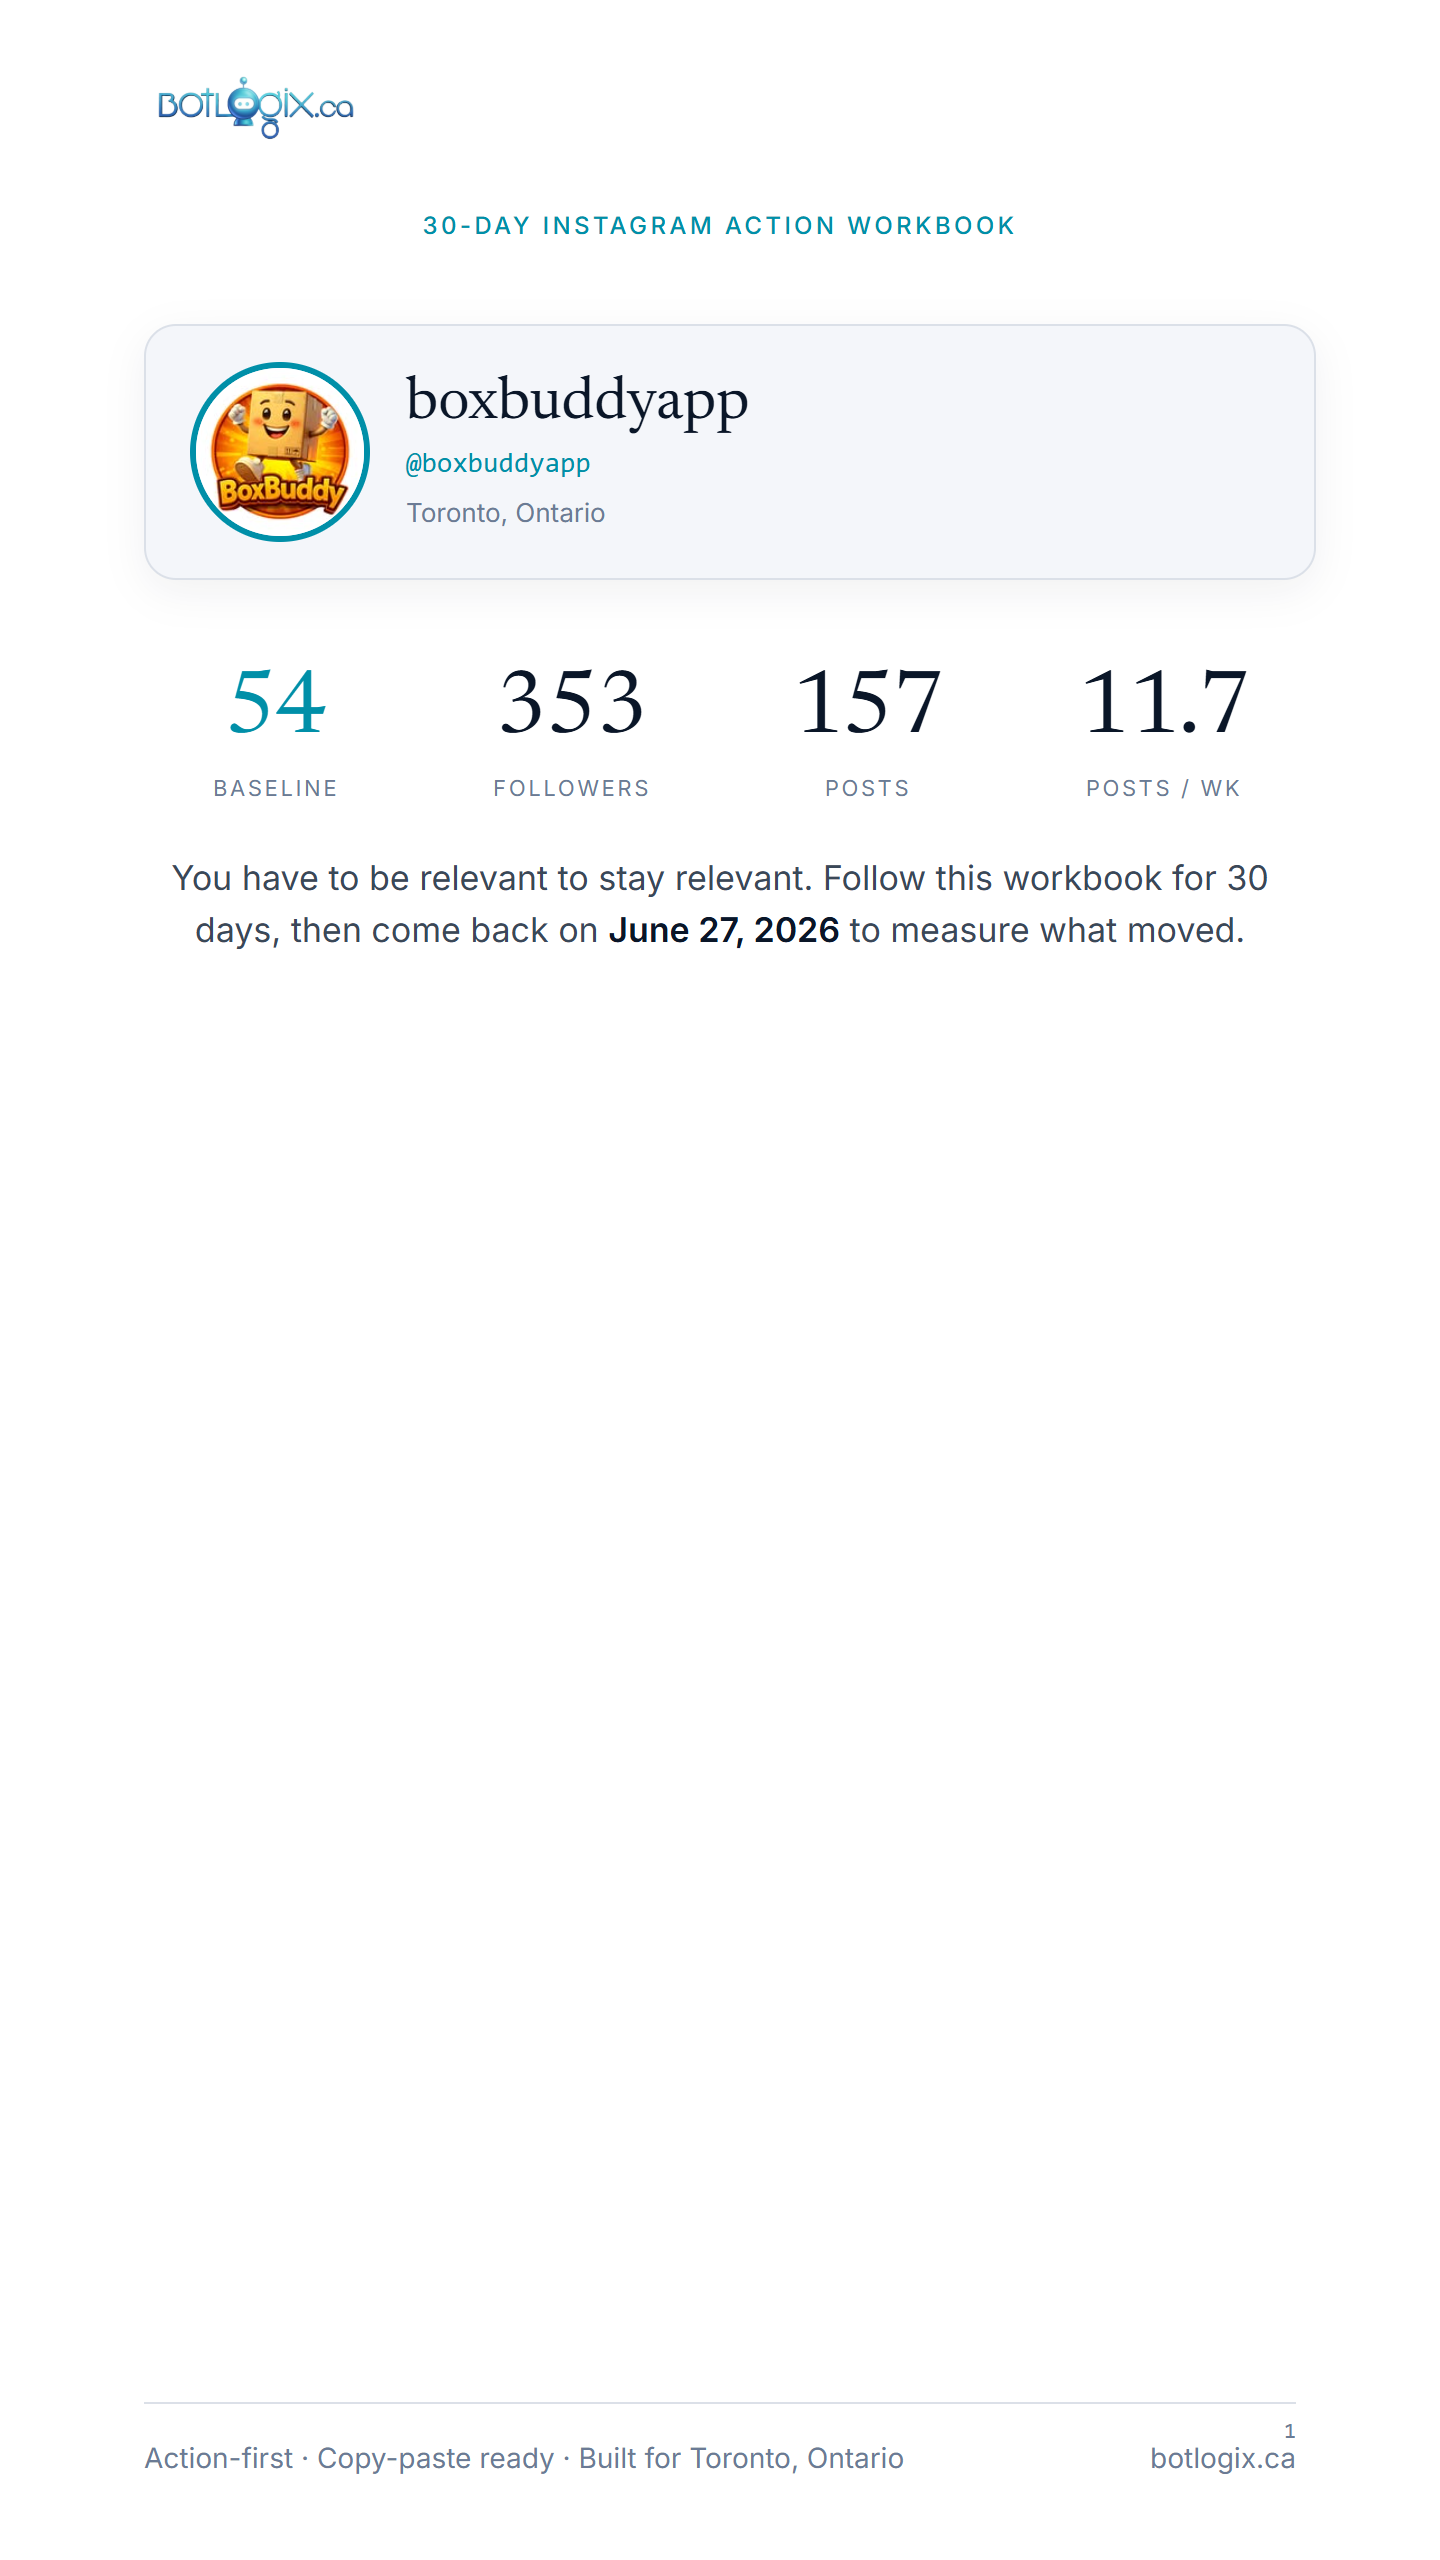 BOTLOGiX.ca
30-DAY INSTAGRAM ACTION WORKBOOK
BoxBuddy
boxbuddyapp
@boxbuddyapp
Toronto, Ontario
54 353 157 11.7
BASELINE FOLLOWERS POSTS POSTS / WK
You have to be relevant to stay relevant. Follow this workbook for 30
days, then come back on June 27, 2026 to measure what moved.
1
Action-first · Copy-paste ready · Built for Toronto, Ontario botlogix.ca